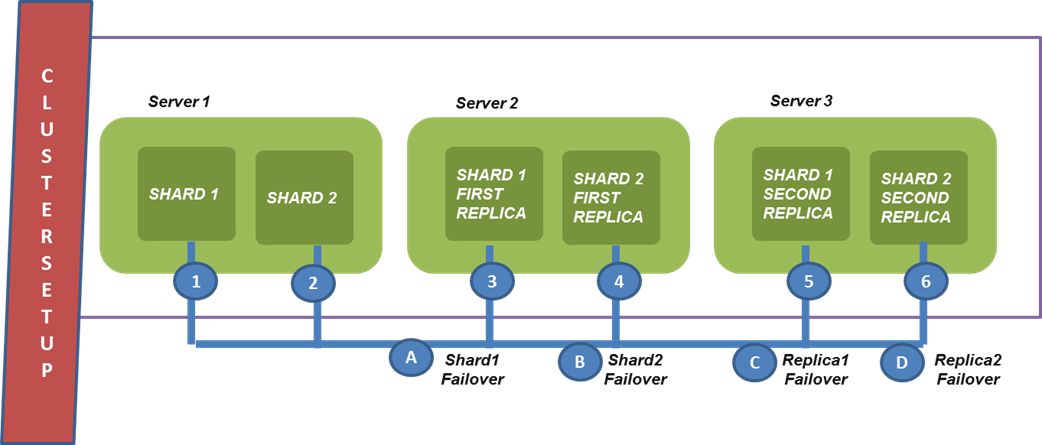 CLUSTERSETUP
Server 1
Server 2
Server 3
SHARD 1
SHARD 2
SHARD 1
FIRST
REPLICA
SHARD 2
FIRST
REPLICA
SHARD 1
SECOND
REPLICA
SHARD 2
SECOND
REPLICA
1
2
3
4
5
6
A
Shard1
Failover
B
Shard2
Failover
C
Replica1
Failover
D
Replica2
Failover